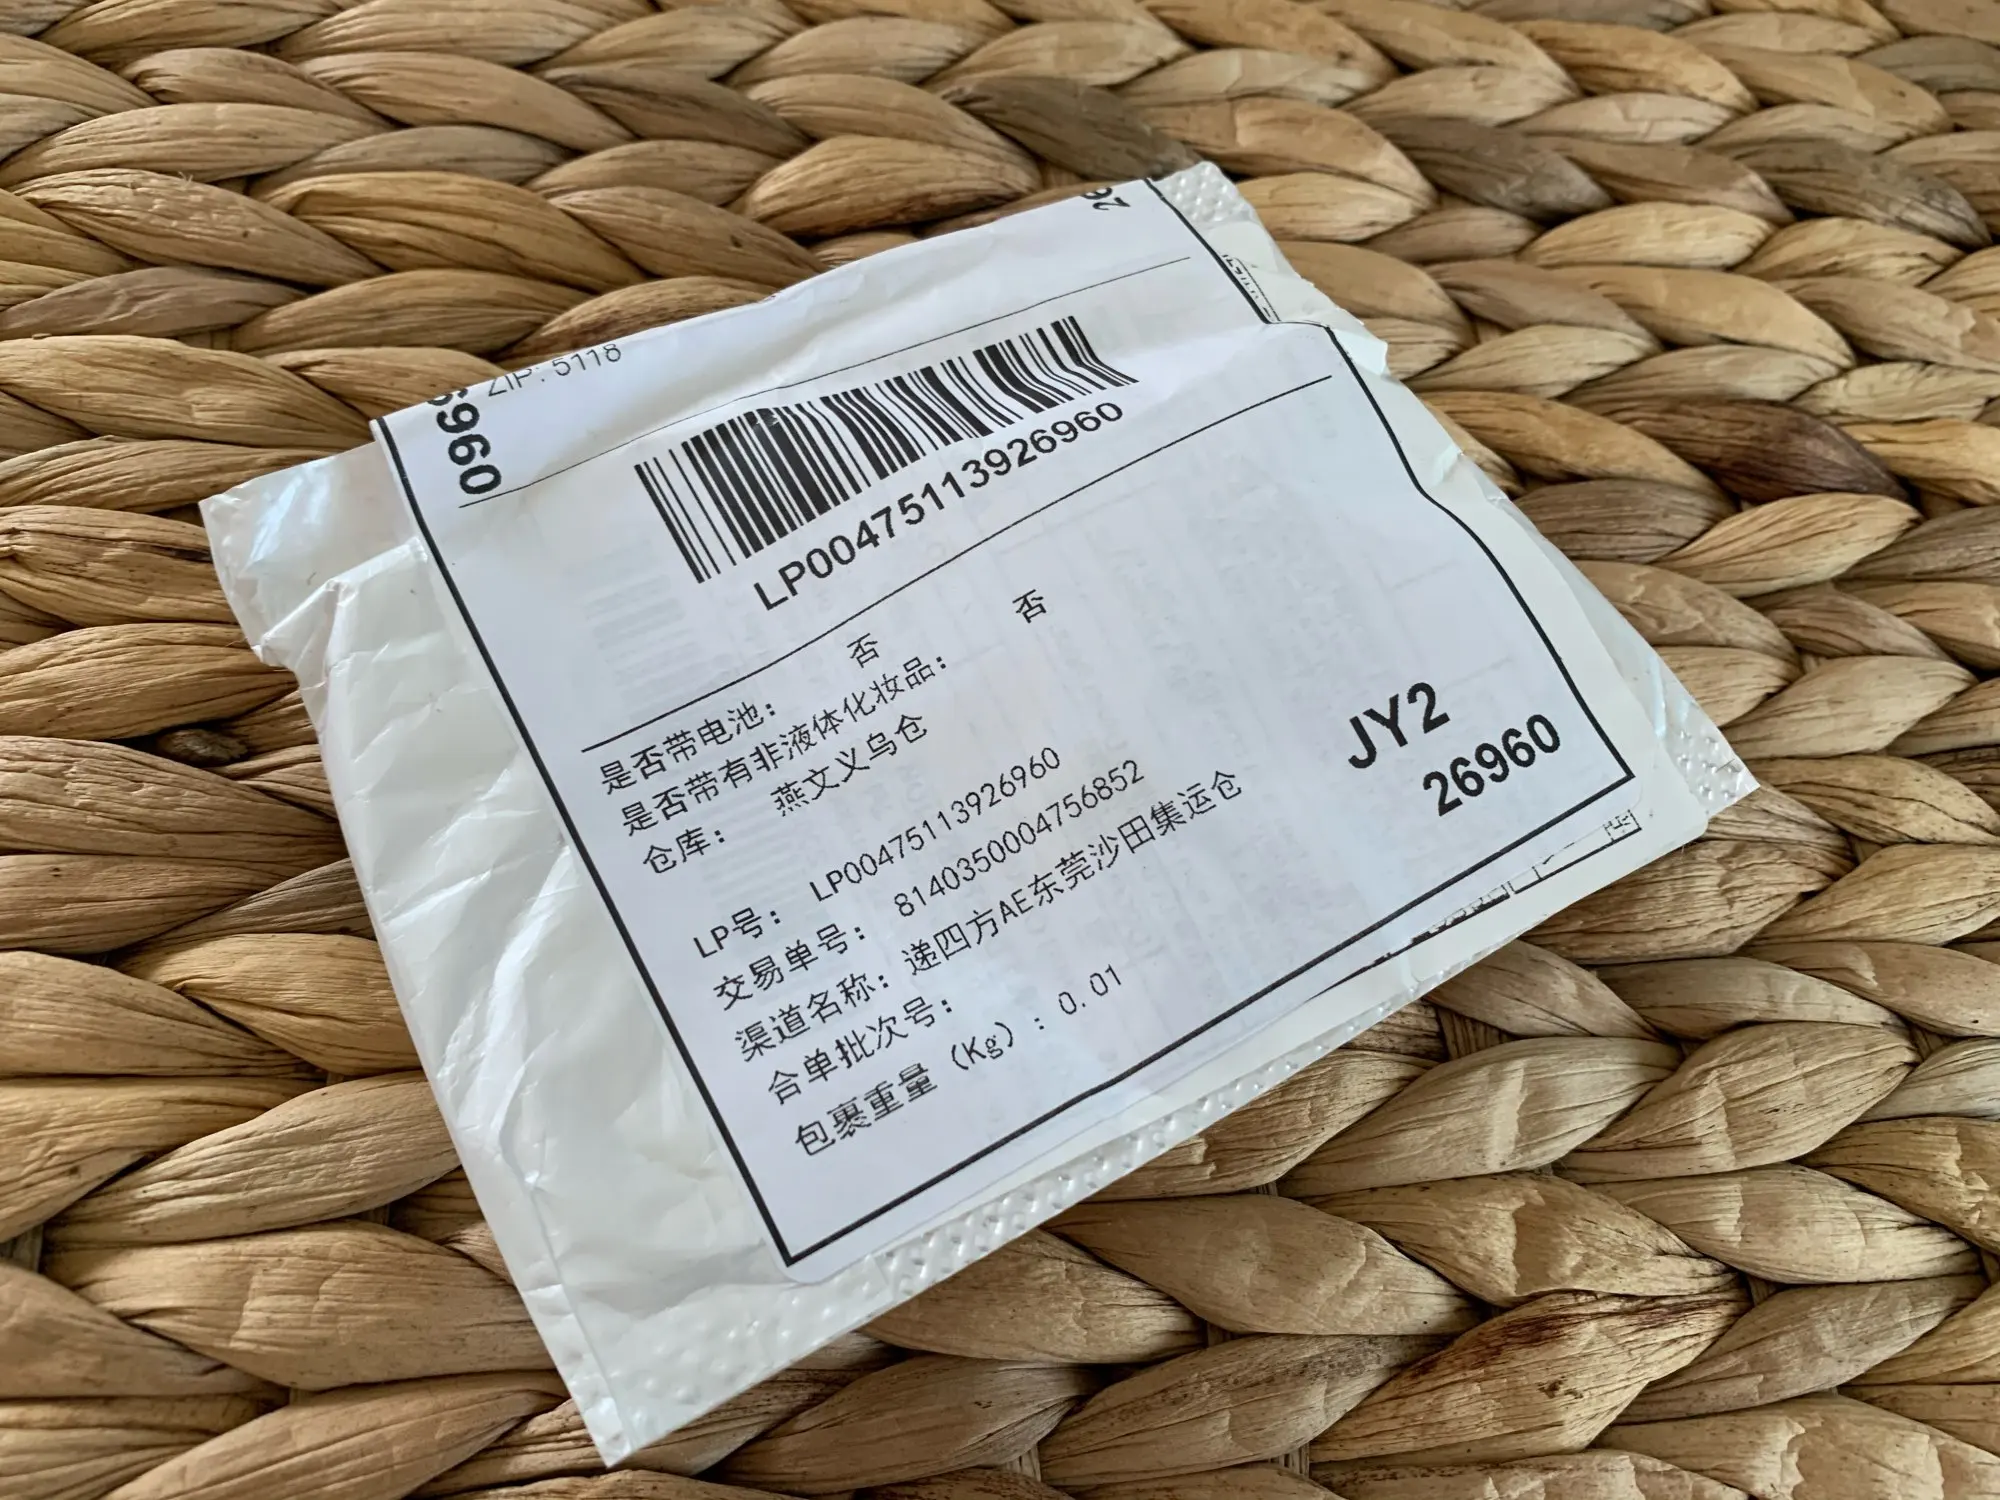 ZIP: 5118
960
26
LP00475113926960
是否带电池： 否
是否带有非液体化妆品： 否
仓库： 燕文义乌仓
LP号： LP00475113926960
交易单号： 8140350004756852
渠道名称： 递四方AE东莞沙田集运仓
合单批次号：
包裹重量（Kg）： 0.01
JY2
26960